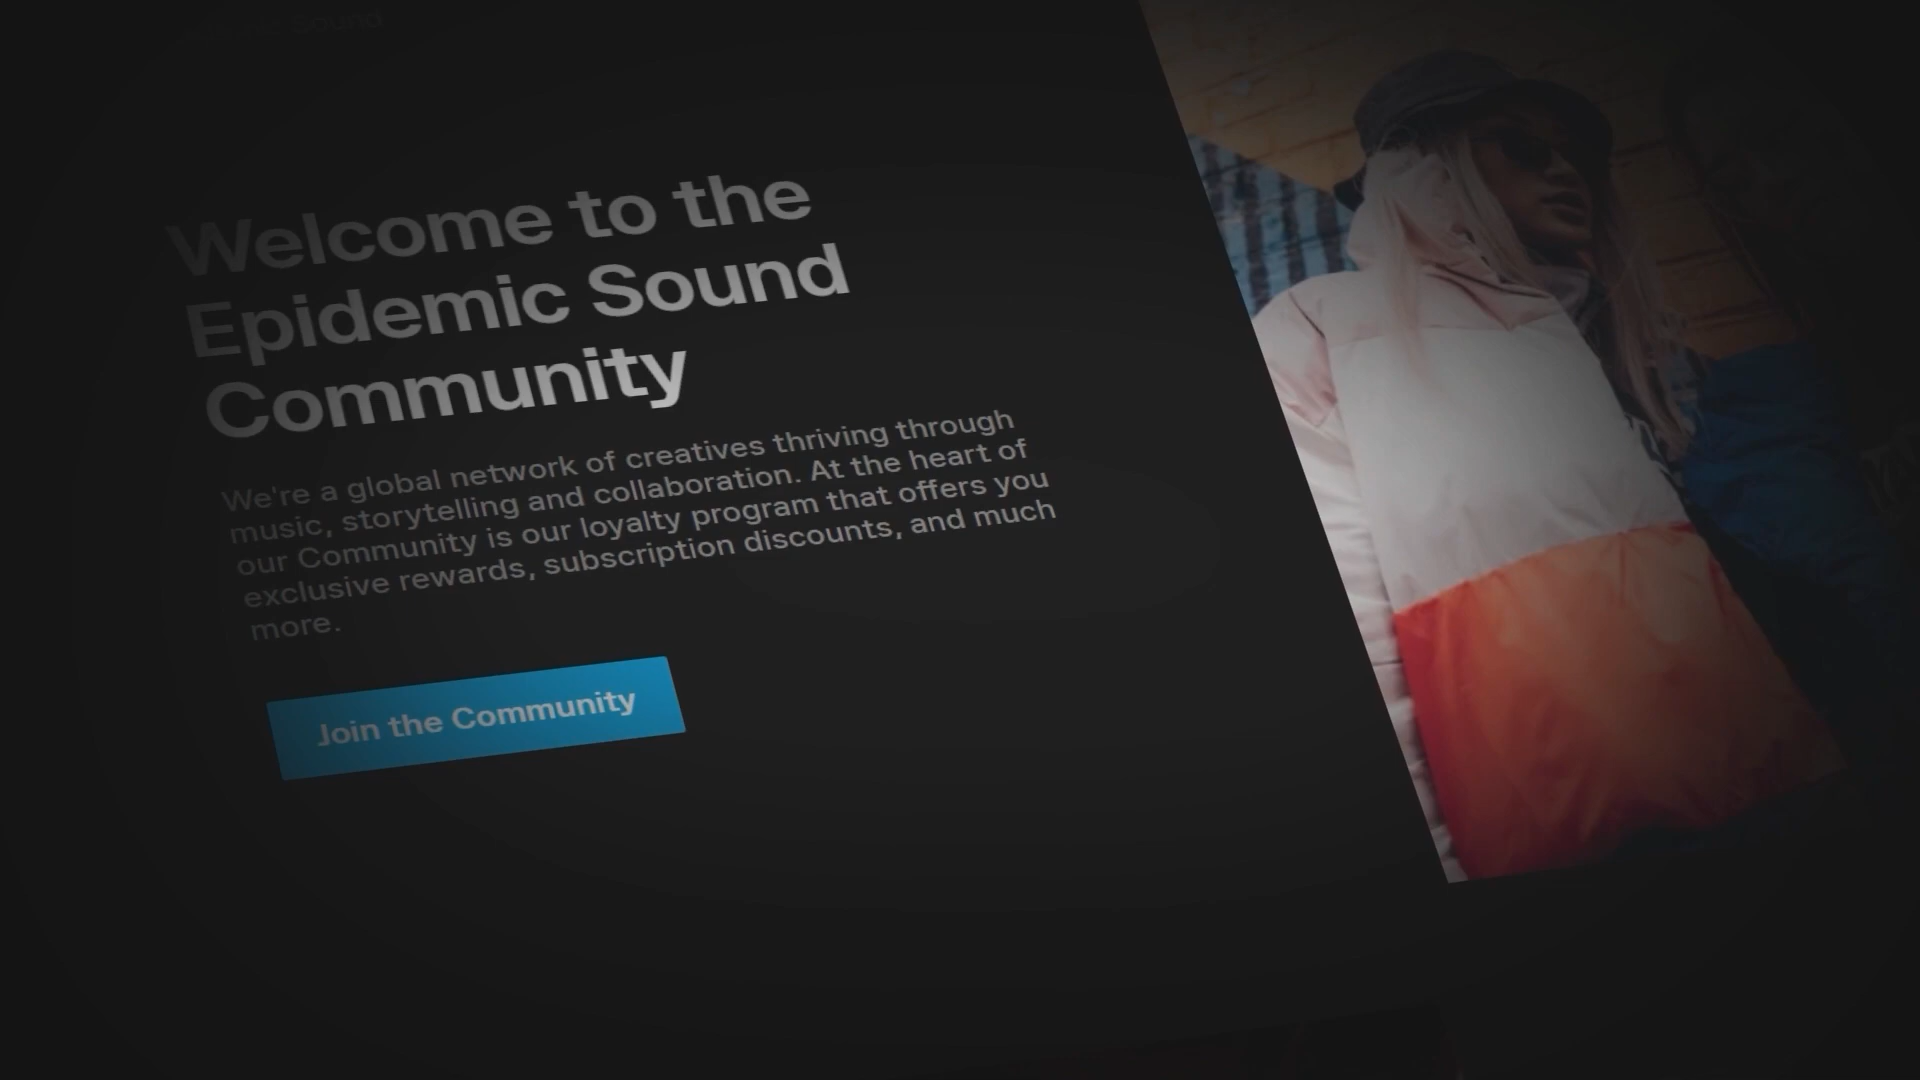 Sound
Welcome to the
Epidemic Sound
Community
We're a global network of creatives thriving through
music, storytelling and collaboration. At the heart of
our Community is our loyalty program that offers you
exclusive rewards, subscription discounts, and much
more.
Join the Community